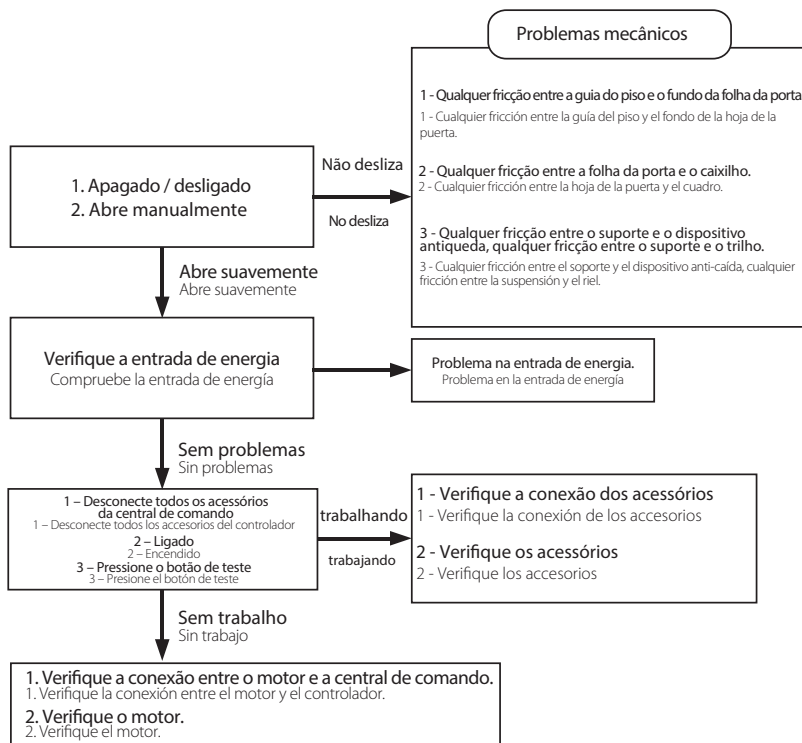 Problemas mecânicos
1 - Qualquer fricção entre a guia do piso e o fundo da folha da porta
1 - Cualquier fricción entre la guía del piso y el fondo de la hoja de la
puerta.
2 - Qualquer fricção entre a folha da porta e o caixilho.
2 - Cualquier fricción entre la hoja de la puerta y el cuadro.
3 - Qualquer fricção entre o suporte e o dispositivo
antiqueda, qualquer fricção entre o suporte e o trilho.
3 - Cualquier fricción entre el soporte y el dispositivo anti-caída, cualquier
fricción entre la suspensión y el riel.
1. Apagado / desligado
2. Abre manualmente
Não desliza
No desliza
Abre suavemente
Abre suavemente
Verifique a entrada de energia
Compruebe la entrada de energía
Problema na entrada de energia.
Problema en la entrada de energía
Sem problemas
Sin problemas
1 – Desconecte todos os acessórios
da central de comando
1 – Desconecte todos los accesorios del controlador
2 – Ligado
2 – Encendido
3 – Pressione o botão de teste
3 – Presione el botón de teste
trabalhando
trabajando
1 - Verifique a conexão dos acessórios
1 - Verifique la conexión de los accesorios
2 - Verifique os acessórios
2 - Verifique los accesorios
Sem trabalho
Sin trabajo
1. Verifique a conexão entre o motor e a central de comando.
1. Verifique la conexión entre el motor y el controlador.
2. Verifique o motor.
2. Verifique el motor.